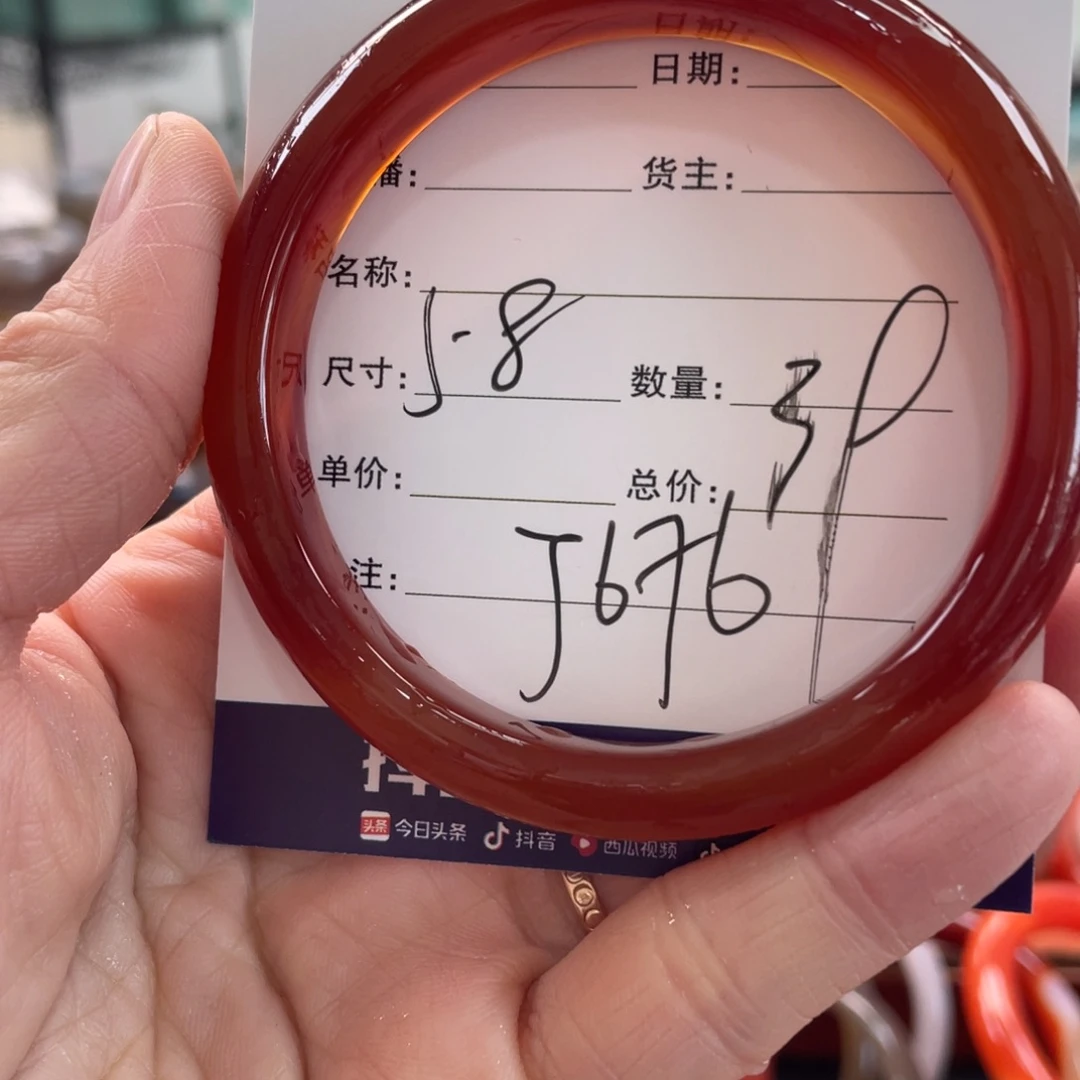 日期:
播: 货主:
名称:
尺寸: 5-8 数量: 3P
单价: 总价:
注: J676
今日头条 抖音 西瓜视频